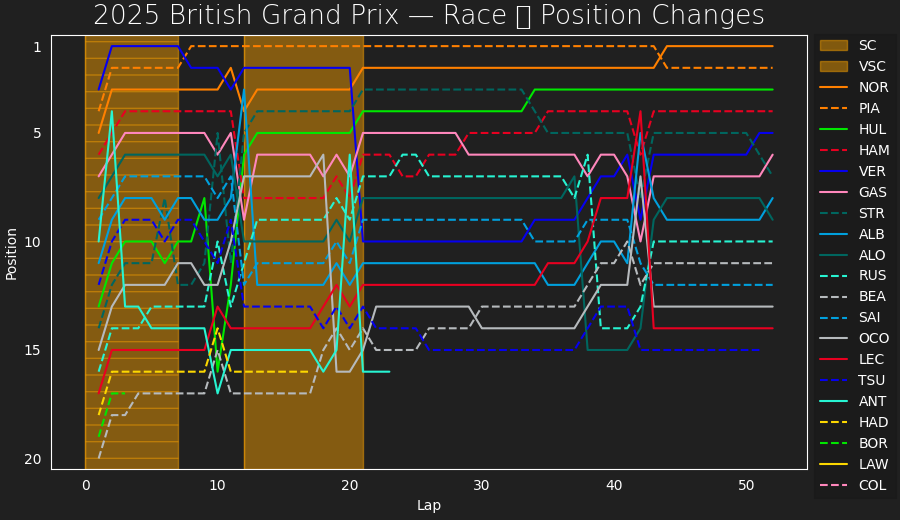 2025 British Grand Prix — Race ▯ Position Changes
1
5
10
15
20
Position
0
10
20
30
40
50
Lap
SC
VSC
NOR
PIA
HUL
HAM
VER
GAS
STR
ALB
ALO
RUS
BEA
SAI
OCO
LEC
TSU
ANT
HAD
BOR
LAW
COL